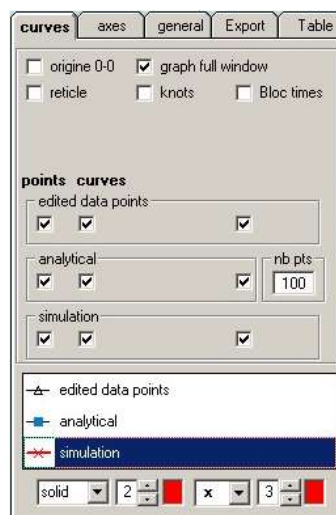 curves axes general Export Table
origine 0-0 graph full window
reticle knots Bloc times
points curves
edited data points
analytical nb pts
100
simulation
edited data points
analytical
simulation
solid 2 x 3